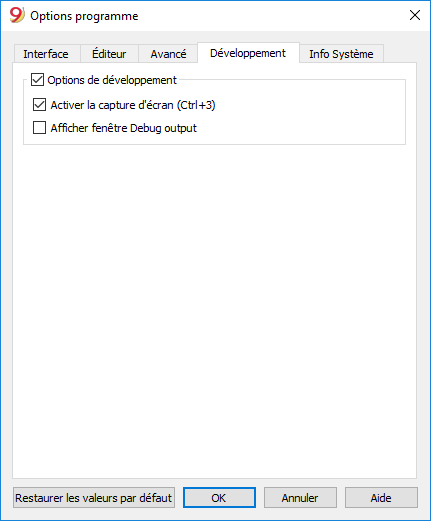 Options programme
Interface Éditeur Avancé Développement Info Système
Options de développement
Activer la capture d'écran (Ctrl+3)
Afficher fenêtre Debug output
Restaurer les valeurs par défaut OK Annuler Aide